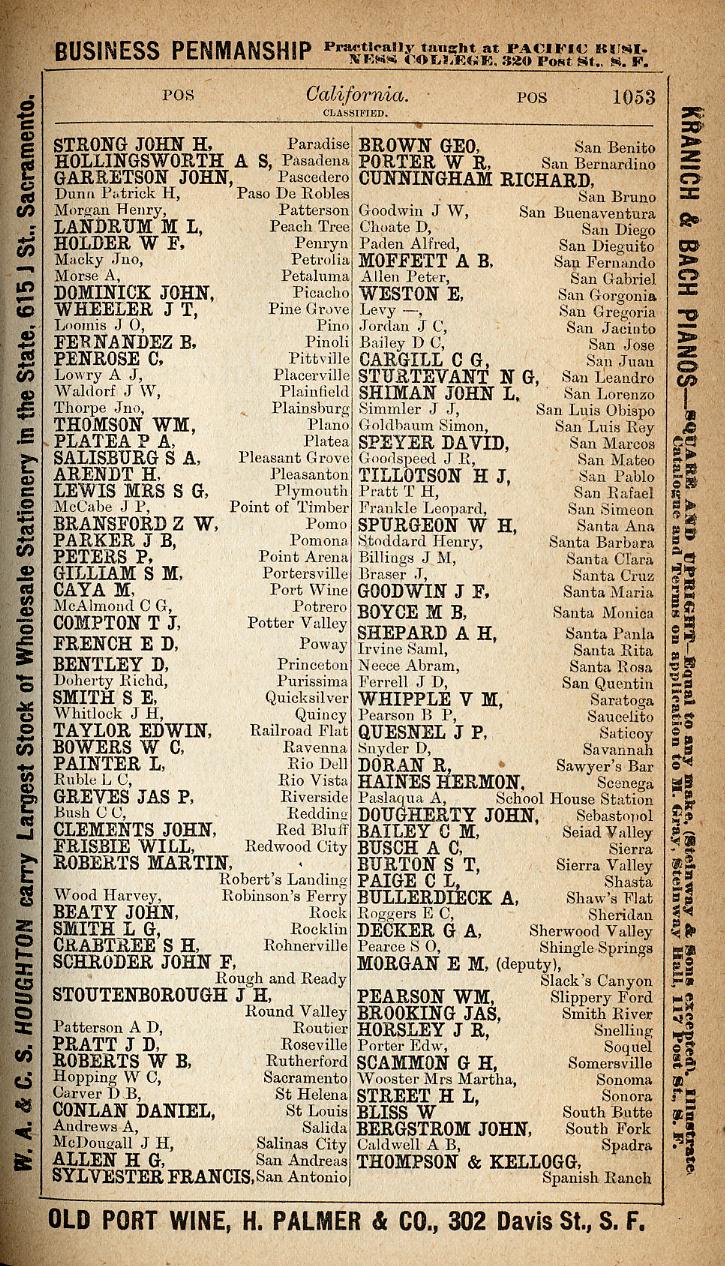 BUSINESS PENMANSHIP Practically taught at PACIFIC BUSI-
NESS COLLEGE, 320 Post St., S. F.
POS California. POS 1053
CLASSIFIED.
STRONG JOHN H, Paradise
HOLLINGSWORTH A S, Pasadena
GARRETSON JOHN, Pascedero
Dunn Patrick H, Paso De Robles
Morgan Henry, Patterson
LANDRUM M L, Peach Tree
HOLDER W F, Penryn
Macky Jno, Petrolia
Morse A, Petaluma
DOMINICK JOHN, Picacho
WHEELER J T, Pine Grove
Loomis J O, Pino
FERNANDEZ B, Pinoli
PENROSE C, Pittville
Lowry A J, Placerville
Waldorf J W, Plainfield
Thorpe Jno, Plainsburg
THOMSON WM, Plano
PLATEA P A, Platea
SALISBURG S A, Pleasant Grove
ARENDT H, Pleasanton
LEWIS MRS S G, Plymouth
McCabe J P, Point of Timber
BRANSFORD Z W, Pomo
PARKER J B, Pomona
PETERS P, Point Arena
GILLIAM S M, Portersville
CAYA M, Port Wine
McAlmond C G, Potrero
COMPTON T J, Potter Valley
FRENCH E D, Poway
BENTLEY D, Princeton
Doherty Richd, Purissima
SMITH S E, Quicksilver
Whitlock J H, Quincy
TAYLOR EDWIN, Railroad Flat
BOWERS W C, Ravenna
PAINTER L, Rio Dell
Ruble L C, Rio Vista
GREVES JAS P, Riverside
Bush C C, Redding
CLEMENTS JOHN, Red Bluff
FRISBIE WILL, Redwood City
ROBERTS MARTIN,
Robert's Landing
Wood Harvey, Robinson's Ferry
BEATY JOHN, Rock
SMITH L G, Rocklin
CRABTREE S H, Rohnerville
SCHRODER JOHN F,
Rough and Ready
STOUTENBOROUGH J H,
Round Valley
Patterson A D, Routier
PRATT J D, Roseville
ROBERTS W B, Rutherford
Hopping W C, Sacramento
Carver D B, St Helena
CONLAN DANIEL, St Louis
Andrews A, Salida
McDougall J H, Salinas City
ALLEN H G, San Andreas
SYLVESTER FRANCIS, San Antonio
BROWN GEO, San Benito
PORTER W R, San Bernardino
CUNNINGHAM RICHARD,
San Bruno
Goodwin J W, San Buenaventura
Choate D, San Diego
Paden Alfred, San Dieguito
MOFFETT A B, San Fernando
Allen Peter, San Gabriel
WESTON E, San Gorgonia
Levy —, San Gregoria
Jordan J C, San Jacinto
Bailey D C, San Jose
CARGILL C G, San Juan
STURTEVANT N G, San Leandro
SHIMAN JOHN L, San Lorenzo
Simmler J J, San Luis Obispo
Goldbaum Simon, San Luis Rey
SPEYER DAVID, San Marcos
Goodspeed J R, San Mateo
TILLOTSON H J, San Pablo
Pratt T H, San Rafael
Frankle Leopard, San Simeon
SPURGEON W H, Santa Ana
Stoddard Henry, Santa Barbara
Billings J M, Santa Clara
Braser J, Santa Cruz
GOODWIN J F, Santa Maria
BOYCE M B, Santa Monica
SHEPARD A H, Santa Paula
Irvine Saml, Santa Rita
Neece Abram, Santa Rosa
Ferrell J D, San Quentin
WHIPPLE V M, Saratoga
Pearson B P, Saucelito
QUESNEL J P, Saticoy
Snyder D, Savannah
DORAN R, Sawyer's Bar
HAINES HERMON, Scenega
Paslaqua A, School House Station
DOUGHERTY JOHN, Sebastopol
BAILEY C M, Seiad Valley
BUSCH A C, Sierra
BURTON S T, Sierra Valley
PAIGE C L, Shasta
BULLERDIECK A, Shaw's Flat
Roggers E C, Sheridan
DECKER G A, Sherwood Valley
Pearce S O, Shingle Springs
MORGAN E M, (deputy),
Slack's Canyon
PEARSON WM, Slippery Ford
BROOKING JAS, Smith River
HORSLEY J R, Snelling
Porter Edw, Soquel
SCAMMON G H, Somersville
Wooster Mrs Martha, Sonoma
STREET H L, Sonora
BLISS W South Butte
BERGSTROM JOHN, South Fork
Caldwell A B, Spadra
THOMPSON & KELLOGG,
Spanish Ranch
W. A. & C. S. HOUGHTON carry Largest Stock of Wholesale Stationery in the State, 615 J St., Sacramento.
KRANICH & BACH PIANOS—SQUARE AND UPRIGHT—Equal to any make, (Steinway & Sons excepted). Illustrate
Catalogue and Terms on application to M. Gray, Steinway Hall, 117 Post St., S. F.
OLD PORT WINE, H. PALMER & CO., 302 Davis St., S. F.